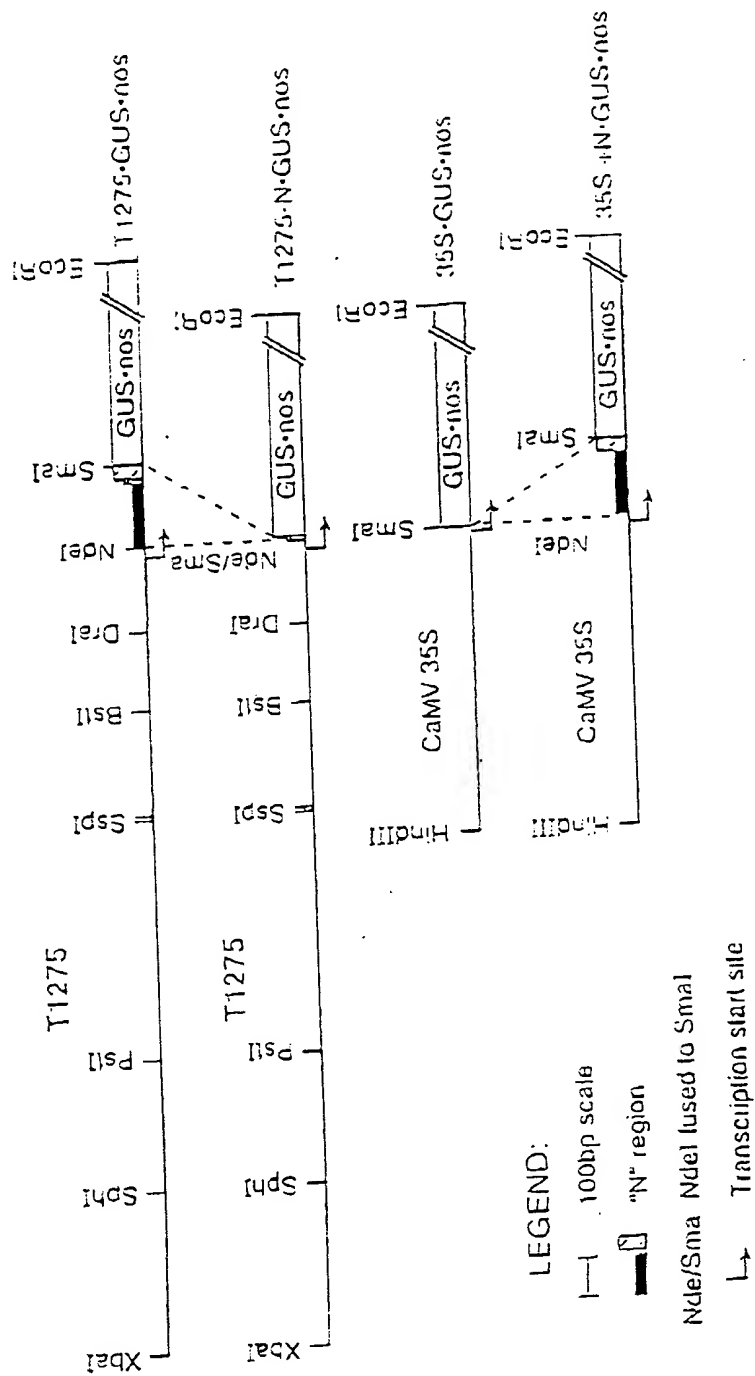 T1275
XbaI
SphI
PstI
SspI
BstI
DraI
NdeI
SmaI
GUS•nos
EcoRI
T1275•GUS•nos
T1275
XbaI
SphI
PstI
SspI
BstI
DraI
Nde/Sma
GUS•nos
EcoRI
T1275-N•GUS•nos
HindIII
CaMV 35S
SmaI
GUS•nos
EcoRI
35S•GUS•nos
HindIII
CaMV 35S
NdeI
SmaI
GUS•nos
EcoRI
35S +N•GUS•nos
LEGEND:
100bp scale
"N" region
Nde/Sma NdeI fused to SmaI
Transcription start site